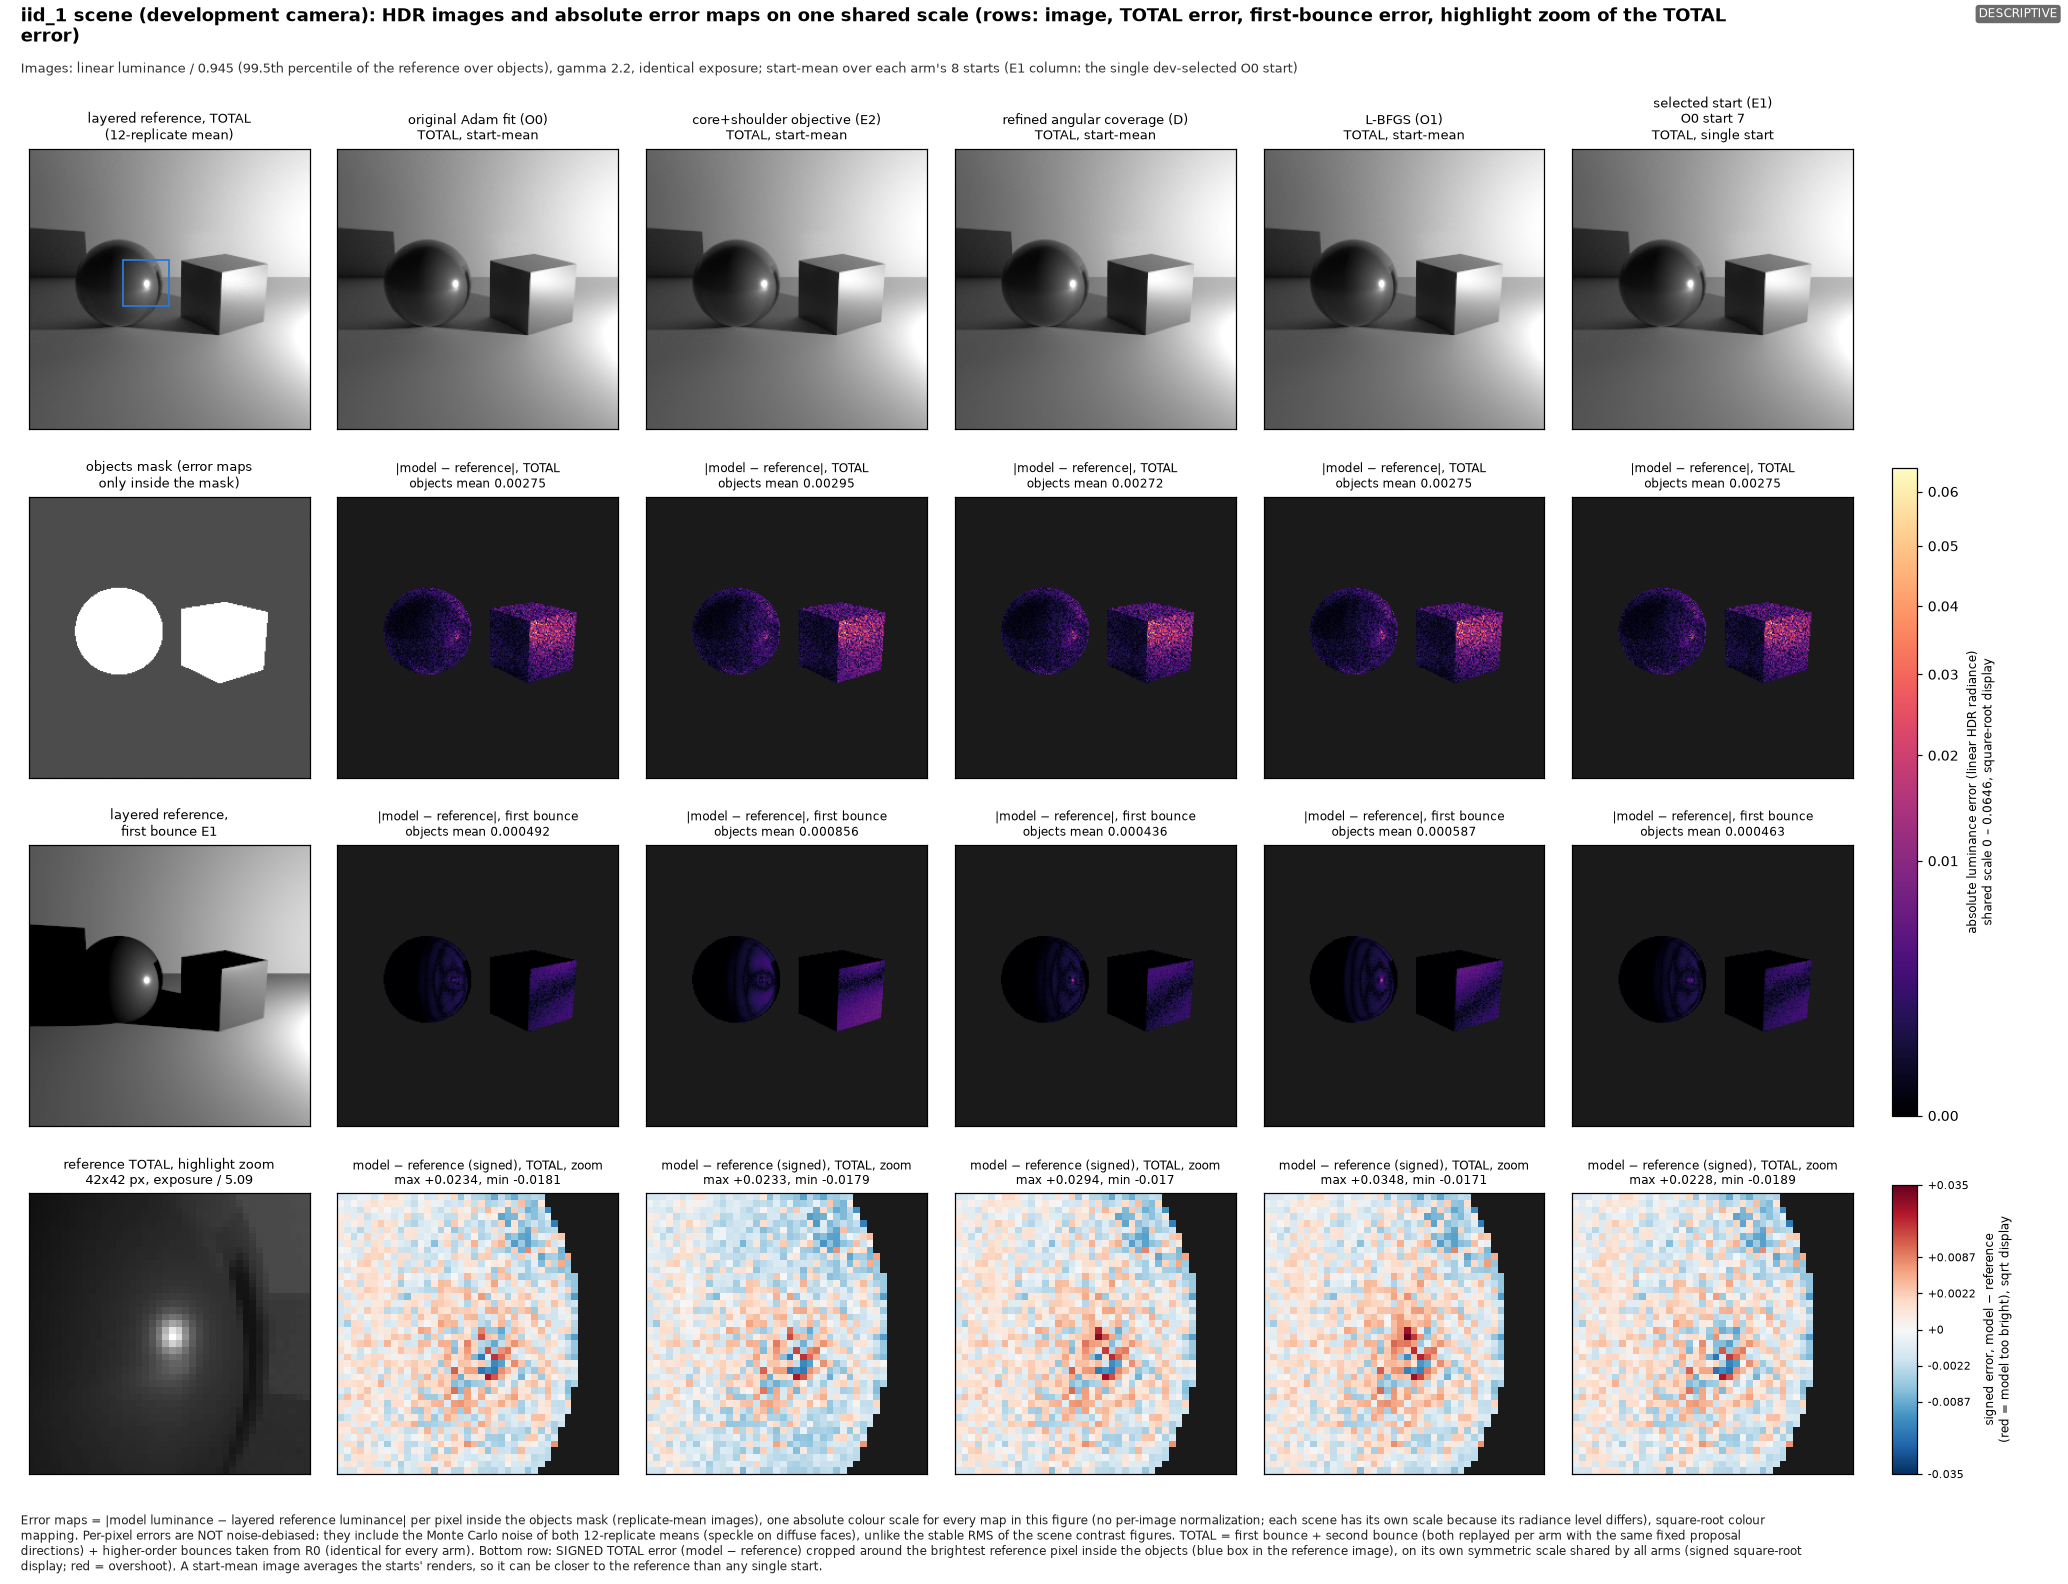 iid_1 scene (development camera): HDR images and absolute error maps on one shared scale (rows: image, TOTAL error, first-bounce error, highlight zoom of the TOTAL
error)
DESCRIPTIVE
Images: linear luminance / 0.945 (99.5th percentile of the reference over objects), gamma 2.2, identical exposure; start-mean over each arm's 8 starts (E1 column: the single dev-selected O0 start)
layered reference, TOTAL
(12-replicate mean)
original Adam fit (O0)
TOTAL, start-mean
core+shoulder objective (E2)
TOTAL, start-mean
refined angular coverage (D)
TOTAL, start-mean
L-BFGS (O1)
TOTAL, start-mean
selected start (E1)
O0 start 7
TOTAL, single start
objects mask (error maps
only inside the mask)
|model − reference|, TOTAL
objects mean 0.00275
|model − reference|, TOTAL
objects mean 0.00295
|model − reference|, TOTAL
objects mean 0.00272
|model − reference|, TOTAL
objects mean 0.00275
|model − reference|, TOTAL
objects mean 0.00275
0.06
0.05
0.04
0.03
0.02
0.01
0.00
absolute luminance error (linear HDR radiance)
shared scale 0 – 0.0646, square-root display
layered reference,
first bounce E1
|model − reference|, first bounce
objects mean 0.000492
|model − reference|, first bounce
objects mean 0.000856
|model − reference|, first bounce
objects mean 0.000436
|model − reference|, first bounce
objects mean 0.000587
|model − reference|, first bounce
objects mean 0.000463
reference TOTAL, highlight zoom
42x42 px, exposure / 5.09
model − reference (signed), TOTAL, zoom
max +0.0234, min -0.0181
model − reference (signed), TOTAL, zoom
max +0.0233, min -0.0179
model − reference (signed), TOTAL, zoom
max +0.0294, min -0.017
model − reference (signed), TOTAL, zoom
max +0.0348, min -0.0171
model − reference (signed), TOTAL, zoom
max +0.0228, min -0.0189
+0.035
+0.0087
+0.0022
+0
-0.0022
-0.0087
-0.035
signed error, model − reference
(red = model too bright), sqrt display
Error maps = |model luminance − layered reference luminance| per pixel inside the objects mask (replicate-mean images), one absolute colour scale for every map in this figure (no per-image normalization; each scene has its own scale because its radiance level differs), square-root colour
mapping. Per-pixel errors are NOT noise-debiased: they include the Monte Carlo noise of both 12-replicate means (speckle on diffuse faces), unlike the stable RMS of the scene contrast figures. TOTAL = first bounce + second bounce (both replayed per arm with the same fixed proposal
directions) + higher-order bounces taken from R0 (identical for every arm). Bottom row: SIGNED TOTAL error (model − reference) cropped around the brightest reference pixel inside the objects (blue box in the reference image), on its own symmetric scale shared by all arms (signed square-root
display; red = overshoot). A start-mean image averages the starts' renders, so it can be closer to the reference than any single start.